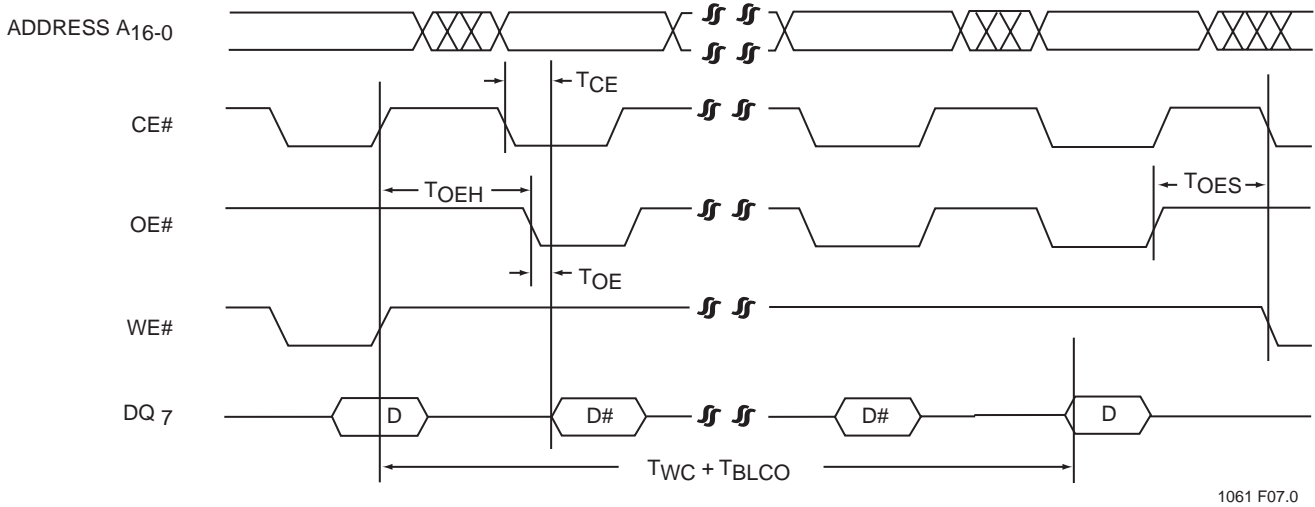 ADDRESS A16-0
TCE
CE#
TOEH
TOES
OE#
TOE
WE#
DQ 7
D
D#
D#
D
TWC + TBLCO
1061 F07.0